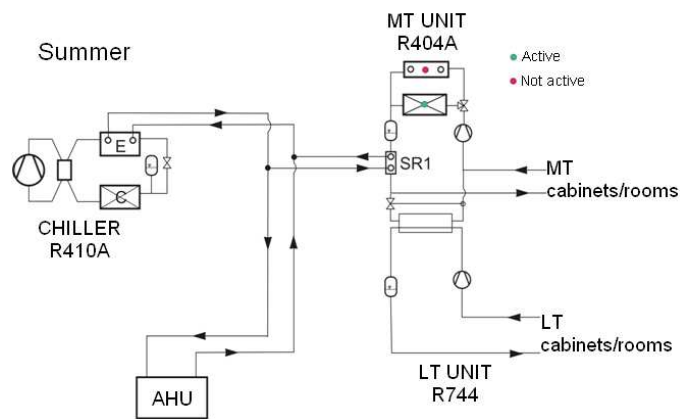 MT UNIT
R404A
Summer
Active
Not active
E
SR1
MT
cabinets/rooms
C
CHILLER
R410A
LT
cabinets/rooms
LT UNIT
R744
AHU